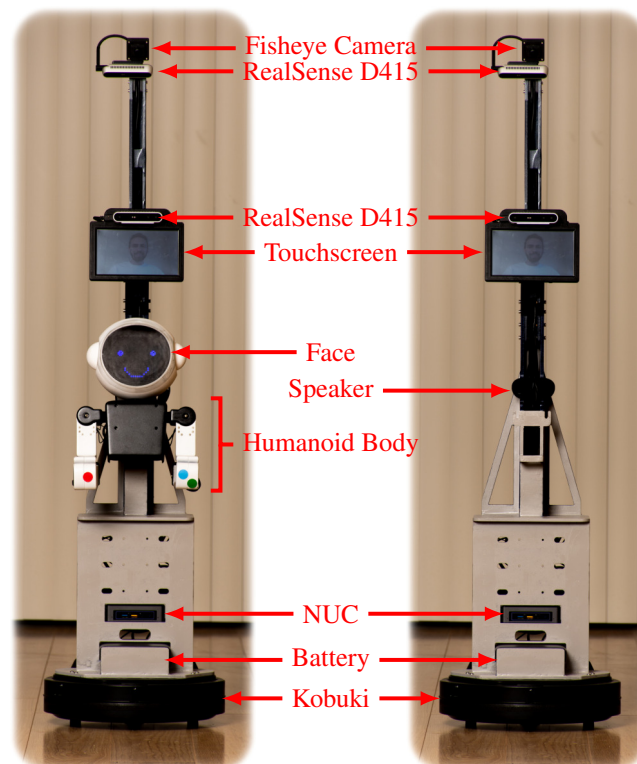 Fisheye Camera
RealSense D415
RealSense D415
Touchscreen
Face
Speaker
Humanoid Body
NUC
Battery
Kobuki